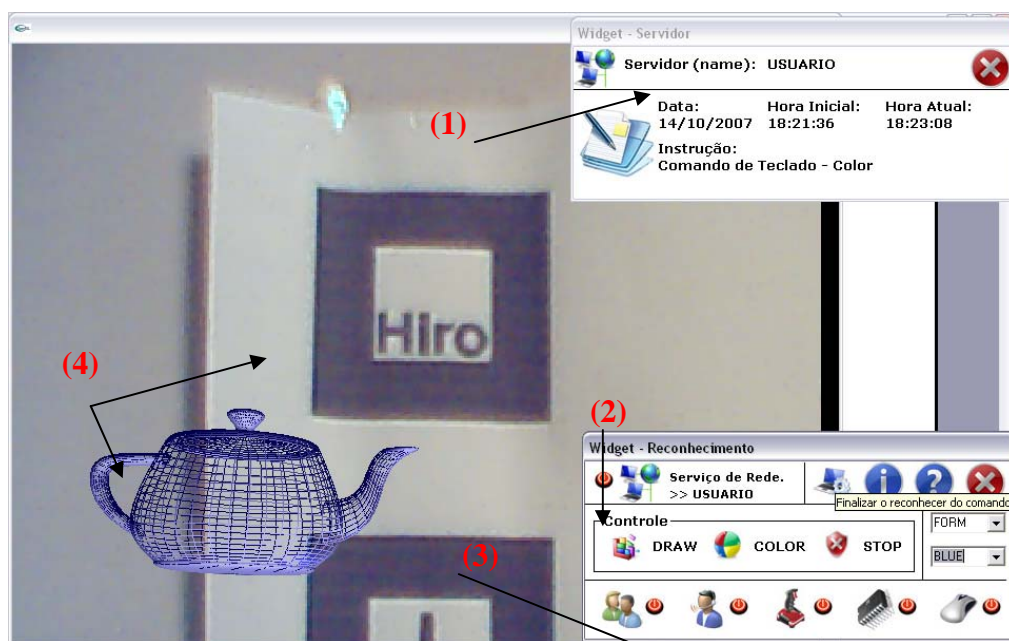 Widget - Servidor
Servidor (name): USUARIO
Data: Hora Inicial: Hora Atual:
14/10/2007 18:21:36 18:23:08
Instrução:
Comando de Teclado - Color
(1)
Hiro
(4)
(2)
Widget - Reconhecimento
Serviço de Rede.
>> USUARIO
Finalizar o reconhecer do comando
Controle
DRAW COLOR STOP
FORM
BLUE
(3)